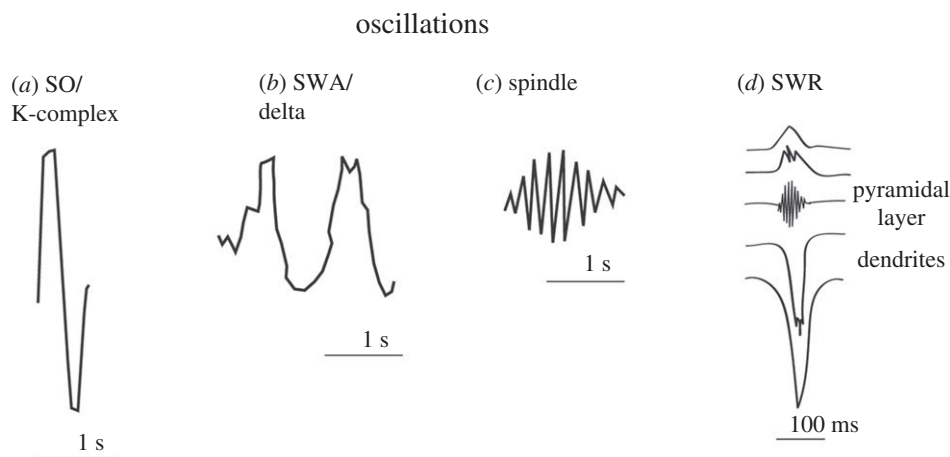 oscillations
(a) SO/
K-complex
(b) SWA/
delta
(c) spindle
(d) SWR
pyramidal
layer
dendrites
1 s
1 s
1 s
100 ms